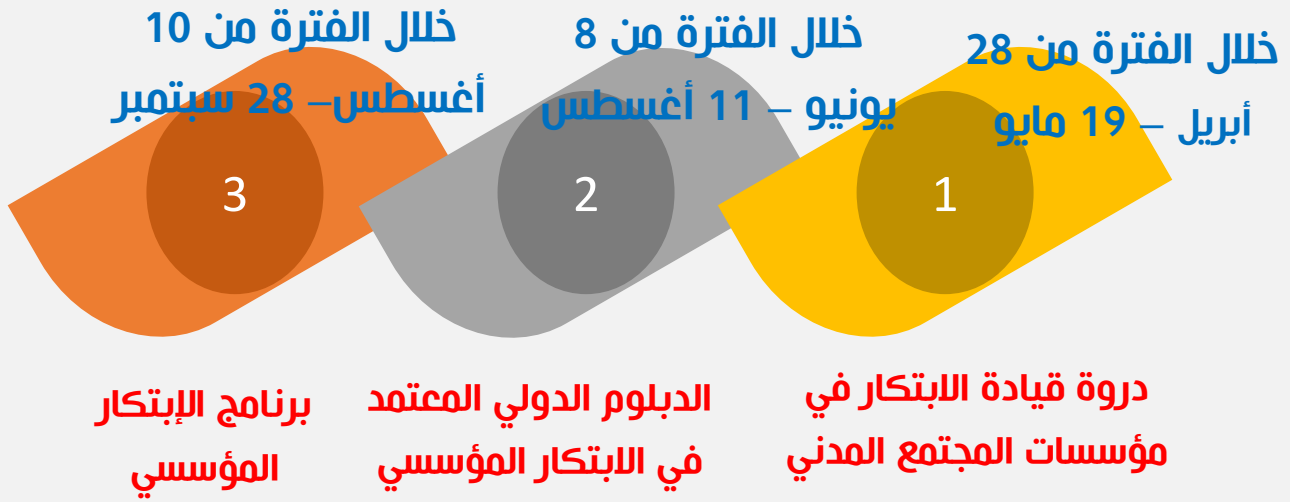 خلال الفترة من 28
أبريل – 19 مايو
1
دروة قيادة الابتكار في
مؤسسات المجتمع المدني
خلال الفترة من 8
يونيو – 11 أغسطس
2
الدبلوم الدولي المعتمد
في الابتكار المؤسسي
خلال الفترة من 10
أغسطس– 28 سبتمبر
3
برنامج الإبتكار
المؤسسي